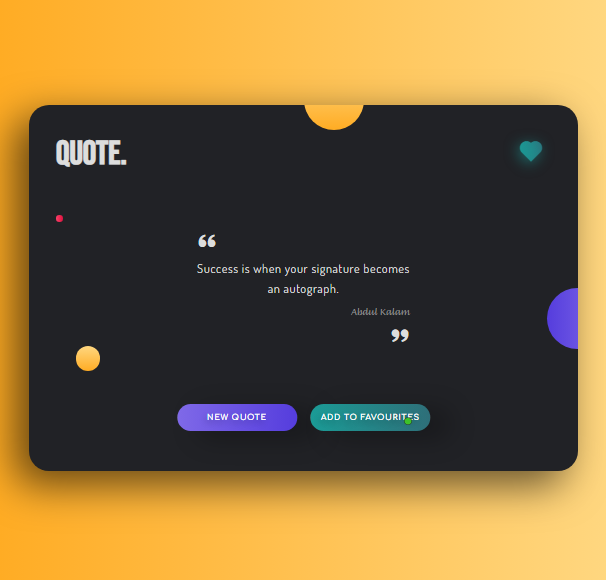 QUOTE.
“
Success is when your signature becomes
an autograph.
Abdul Kalam
”
NEW QUOTE
ADD TO FAVOURITES